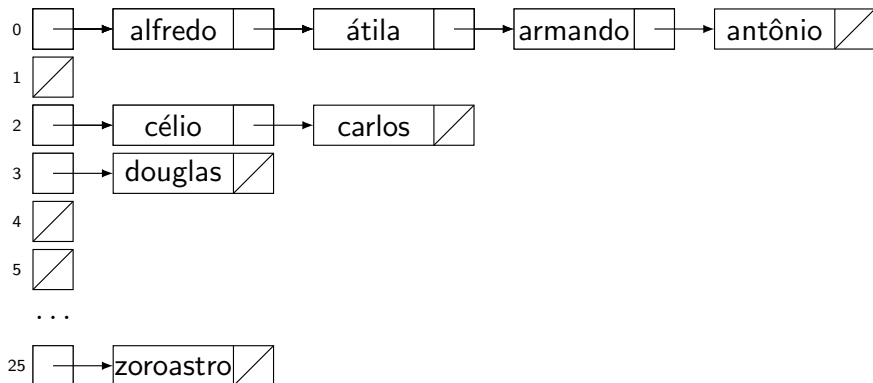 0 alfredo átila armando antônio
1
2 célio carlos
3 douglas
4
5
...
25 zoroastro